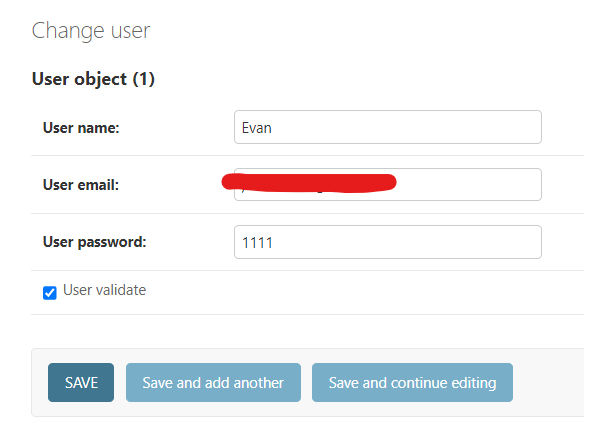 Change user
User object (1)
User name: Evan
User email:
User password: 1111
User validate
SAVE Save and add another Save and continue editing